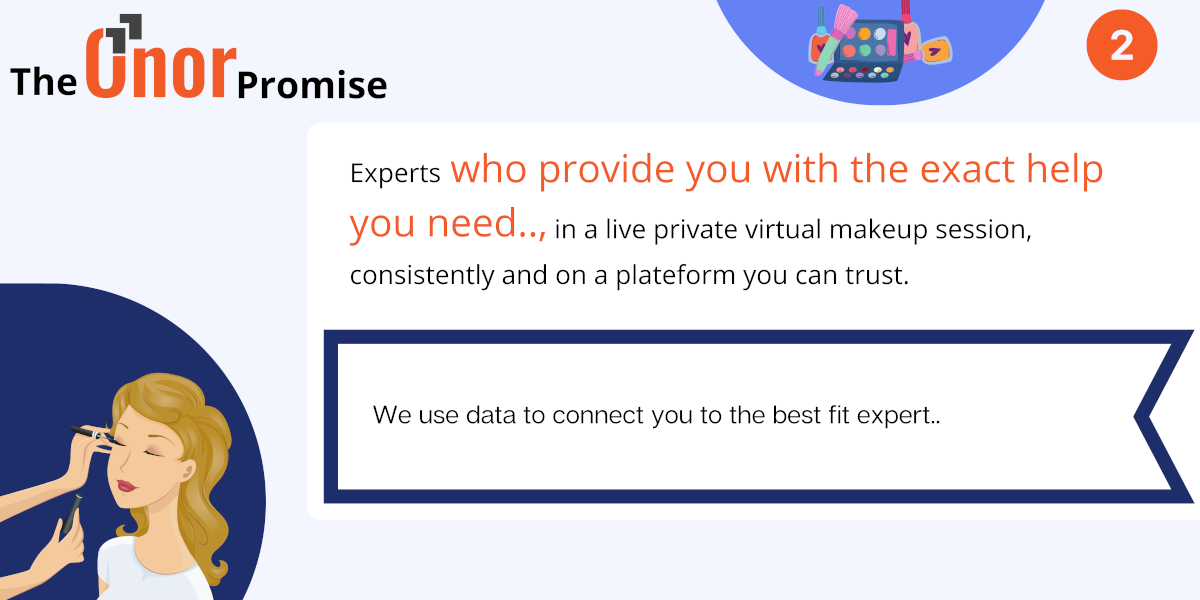 The Onor Promise
2
Experts who provide you with the exact help
you need.., in a live private virtual makeup session,
consistently and on a plateform you can trust.
We use data to connect you to the best fit expert..